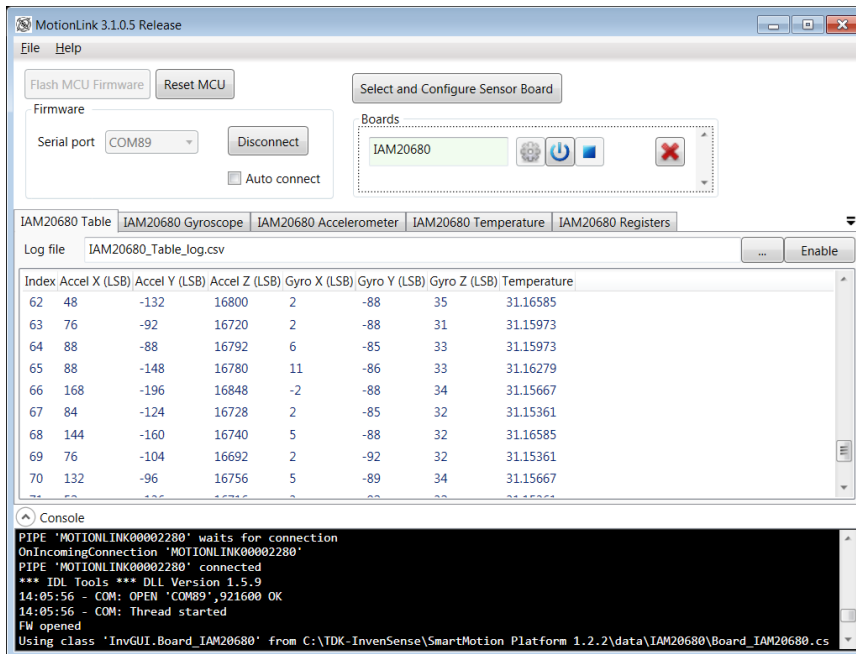 MotionLink 3.1.0.5 Release
File Help
Flash MCU Firmware Reset MCU
Select and Configure Sensor Board
Firmware
Boards
Serial port COM89 Disconnect
IAM20680
Auto connect
IAM20680 Table IAM20680 Gyroscope IAM20680 Accelerometer IAM20680 Temperature IAM20680 Registers
Log file IAM20680_Table_log.csv ... Enable
Index Accel X (LSB) Accel Y (LSB) Accel Z (LSB) Gyro X (LSB) Gyro Y (LSB) Gyro Z (LSB) Temperature
62 48 -132 16800 2 -88 35 31.16585
63 76 -92 16720 2 -88 31 31.15973
64 88 -88 16792 6 -85 33 31.15973
65 88 -148 16780 11 -86 33 31.16279
66 168 -196 16848 -2 -88 34 31.15667
67 84 -124 16728 2 -85 32 31.15361
68 144 -160 16740 5 -88 32 31.16585
69 76 -104 16692 2 -92 32 31.15361
70 132 -96 16756 5 -89 34 31.15667
Console
PIPE 'MOTIONLINK00002280' waits for connection
OnIncomingConnection 'MOTIONLINK00002280'
PIPE 'MOTIONLINK00002280' connected
*** IDL Tools *** DLL Version 1.5.9
14:05:56 - COM: OPEN 'COM89',921600 OK
14:05:56 - COM: Thread started
FW opened
Using class 'InvGUI.Board_IAM20680' from C:\TDK-InvenSense\SmartMotion Platform 1.2.2\data\IAM20680\Board_IAM20680.cs